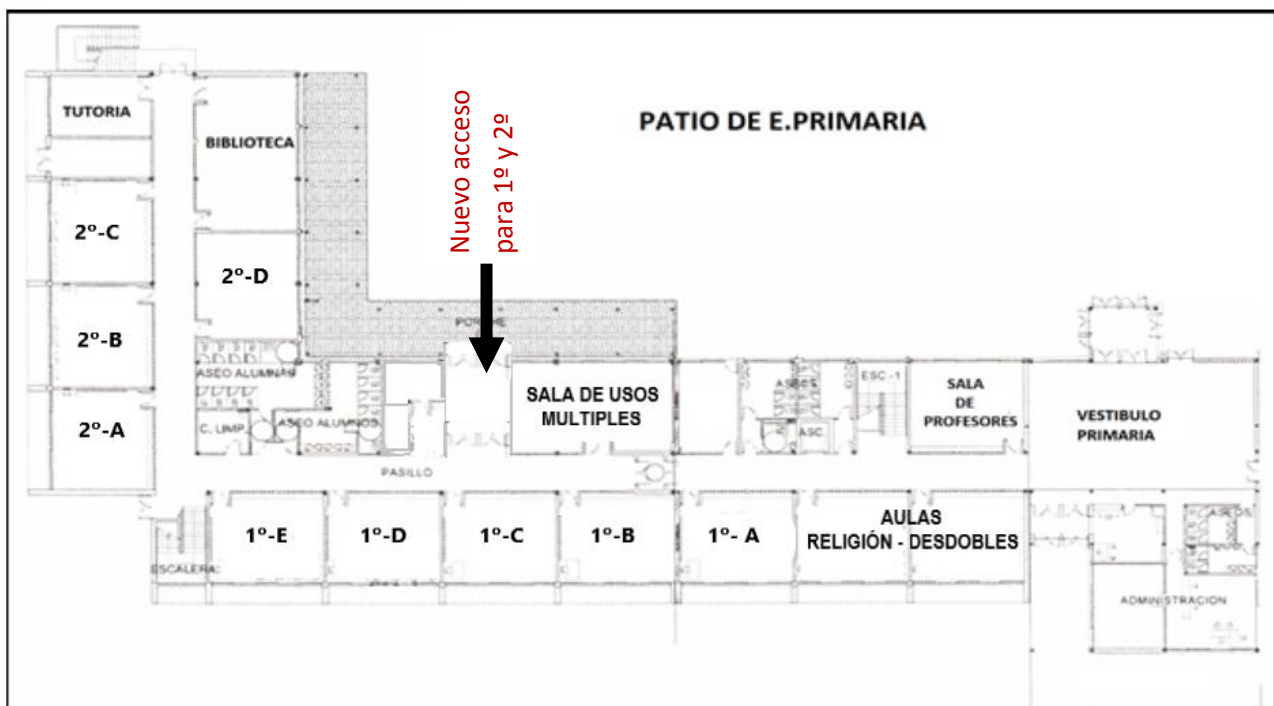 PATIO DE E.PRIMARIA
Nuevo acceso
para 1º y 2º
TUTORIA
BIBLIOTECA
2º-C
2º-D
2º-B
2º-A
PORCHE
ASEO ALUMNAS
C. LIMP.
ASEO ALUMNOS
SALA DE USOS
MULTIPLES
ASEOS
ASC.
ESC.-1
SALA
DE
PROFESORES
VESTIBULO
PRIMARIA
PASILLO
1º-E
1º-D
1º-C
1º-B
1º- A
AULAS
RELIGIÓN - DESDOBLES
ESCALERA
ASEOS
ADMINISTRACION